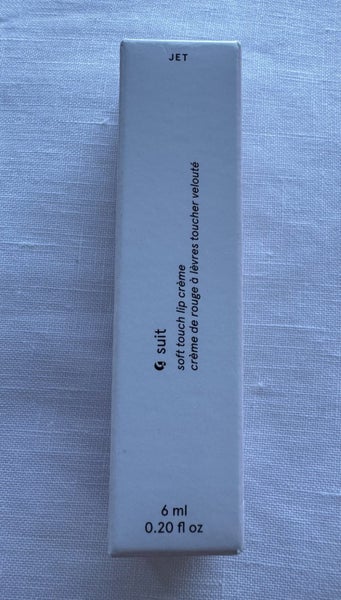 JET
G suit
soft touch lip crème
crème de rouge à lèvres toucher velouté
6 ml
0.20 fl oz